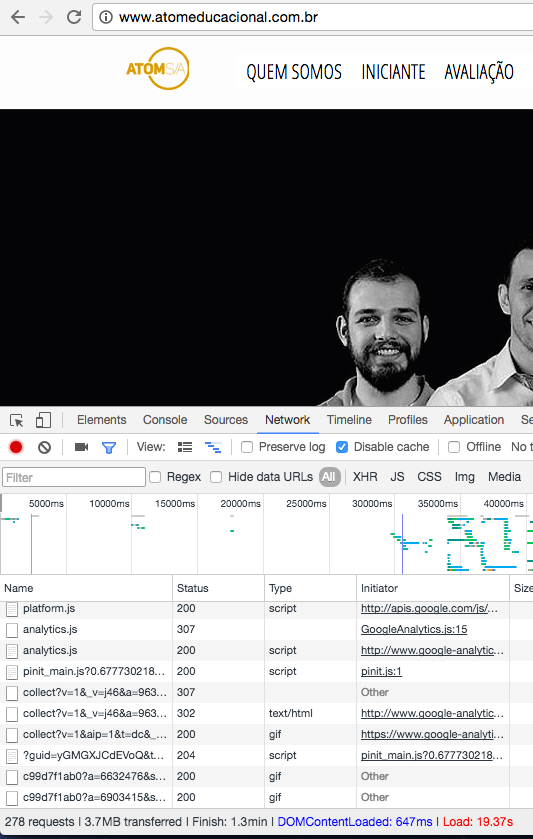 www.atomeducacional.com.br
ATOM S/A
QUEM SOMOS INICIANTE AVALIAÇÃO
Elements Console Sources Network Timeline Profiles Application Se
View: Preserve log Disable cache Offline No t
Filter Regex Hide data URLs All XHR JS CSS Img Media
5000ms 10000ms 15000ms 20000ms 25000ms 30000ms 35000ms 40000ms
Name Status Type Initiator Size
platform.js 200 script http://apis.google.com/js/...
analytics.js 307 GoogleAnalytics.js:15
analytics.js 200 script http://www.google-analytic...
pinit_main.js?0.677730218... 200 script pinit.js:1
collect?v=1&_v=j46&a=963... 307 Other
collect?v=1&_v=j46&a=963... 302 text/html http://www.google-analytic...
collect?v=1&aip=1&t=dc&_... 200 gif https://www.google-analyti...
?guid=yGMGXJCdEVoQ&t... 204 script pinit_main.js?0.677730218...
c99d7f1ab0?a=6632476&s... 200 gif Other
c99d7f1ab0?a=6903415&s... 200 gif Other
278 requests | 3.7MB transferred | Finish: 1.3min | DOMContentLoaded: 647ms | Load: 19.37s